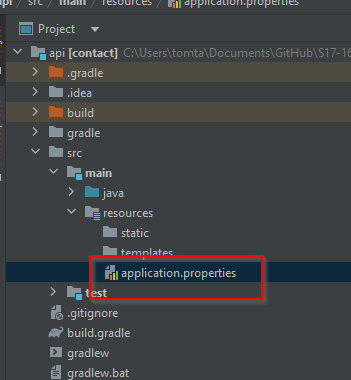 src main resources application.properties
Project
api [contact] C:\Users\tomta\Documents\GitHub\S17-16
.gradle
.idea
build
gradle
src
main
java
resources
static
templates
application.properties
test
.gitignore
build.gradle
gradlew
gradlew.bat